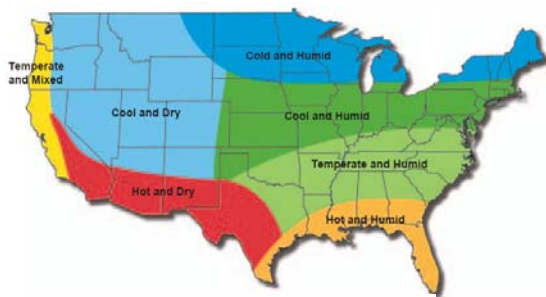 Cold and Humid
Temperate
and Mixed
Cool and Dry
Cool and Humid
Temperate and Humid
Hot and Dry
Hot and Humid